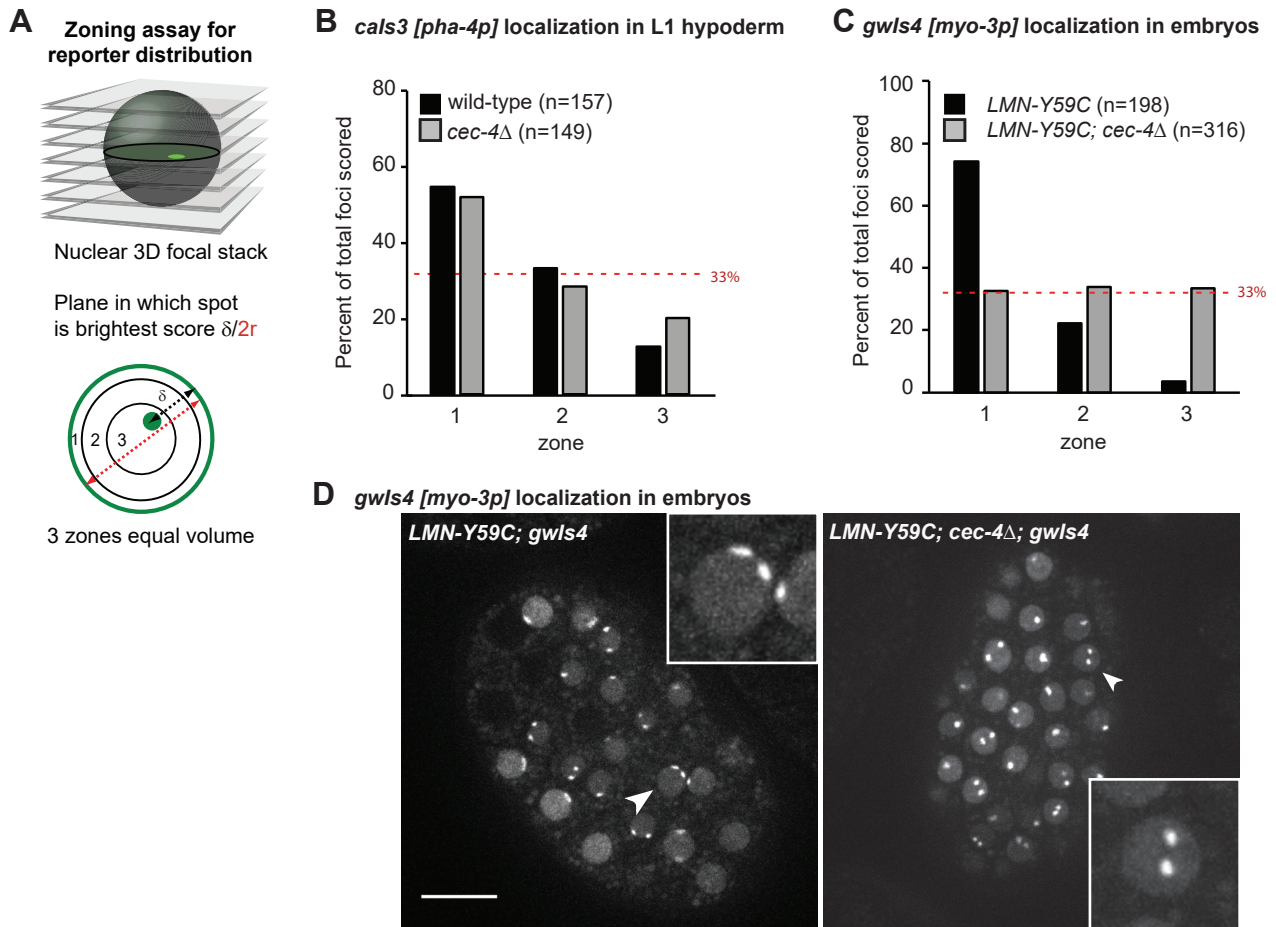 A
Zoning assay for
reporter distribution
Nuclear 3D focal stack
Plane in which spot
is brightest score δ/2r
δ
1
2
3
3 zones equal volume
B
caIs3 [pha-4p] localization in L1 hypoderm
Percent of total foci scored
80
60
40
20
0
wild-type (n=157)
cec-4Δ (n=149)
33%
1 2 3
zone
C
gwIs4 [myo-3p] localization in embryos
Percent of total foci scored
100
80
60
40
20
0
LMN-Y59C (n=198)
LMN-Y59C; cec-4Δ (n=316)
33%
1 2 3
zone
D
gwIs4 [myo-3p] localization in embryos
LMN-Y59C; gwIs4
LMN-Y59C; cec-4Δ; gwIs4